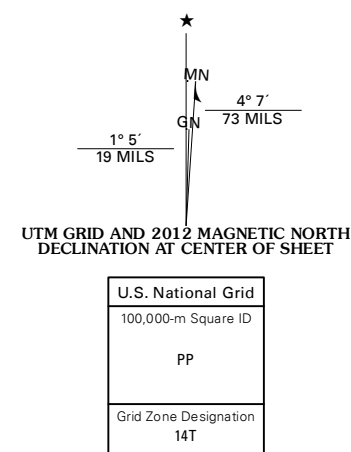 ★
MN
4° 7´
73 MILS
GN
1° 5´
19 MILS
UTM GRID AND 2012 MAGNETIC NORTH
DECLINATION AT CENTER OF SHEET
U.S. National Grid
100,000-m Square ID
PP
Grid Zone Designation
14T